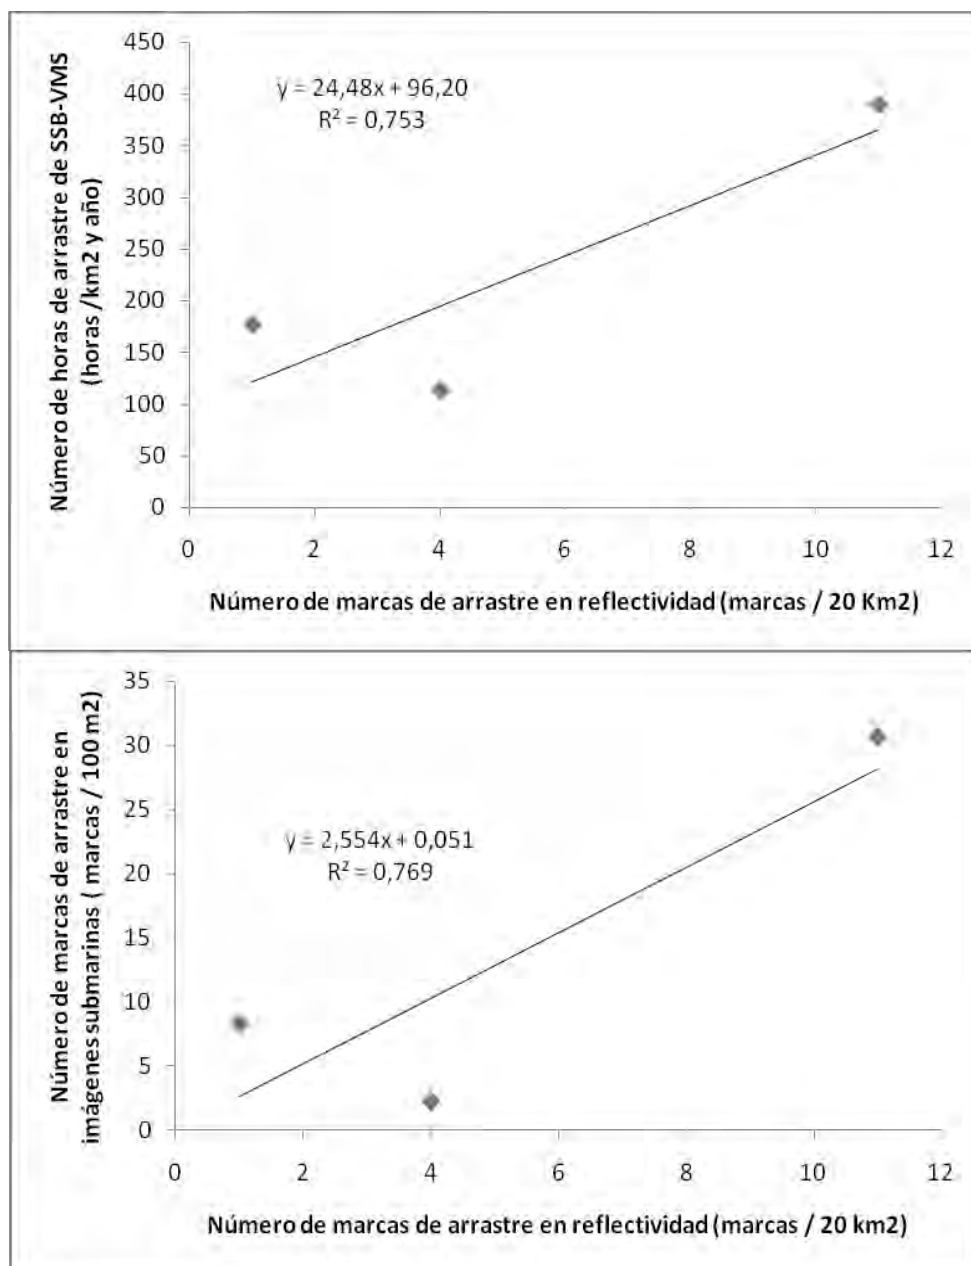 Número de horas de arrastre de SSB-VMS
(horas /km2 y año)
450
400
350
300
250
200
150
100
50
0
y = 24,48x + 96,20
R² = 0,753
0 2 4 6 8 10 12
Número de marcas de arrastre en reflectividad (marcas / 20 Km2)
Número de marcas de arrastre en
imágenes submarinas ( marcas / 100 m2)
35
30
25
20
15
10
5
0
y = 2,554x + 0,051
R² = 0,769
0 2 4 6 8 10 12
Número de marcas de arrastre en reflectividad (marcas / 20 km2)